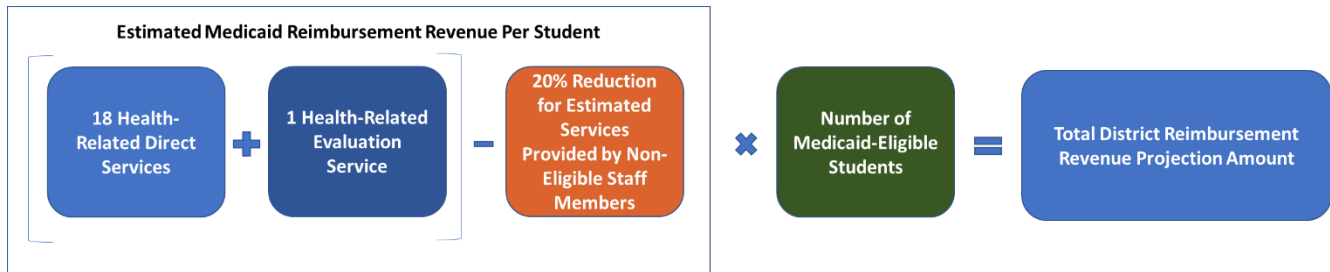 Estimated Medicaid Reimbursement Revenue Per Student
18 Health-
Related Direct
Services
1 Health-Related
Evaluation
Service
20% Reduction
for Estimated
Services
Provided by Non-
Eligible Staff
Members
Number of
Medicaid-Eligible
Students
Total District Reimbursement
Revenue Projection Amount